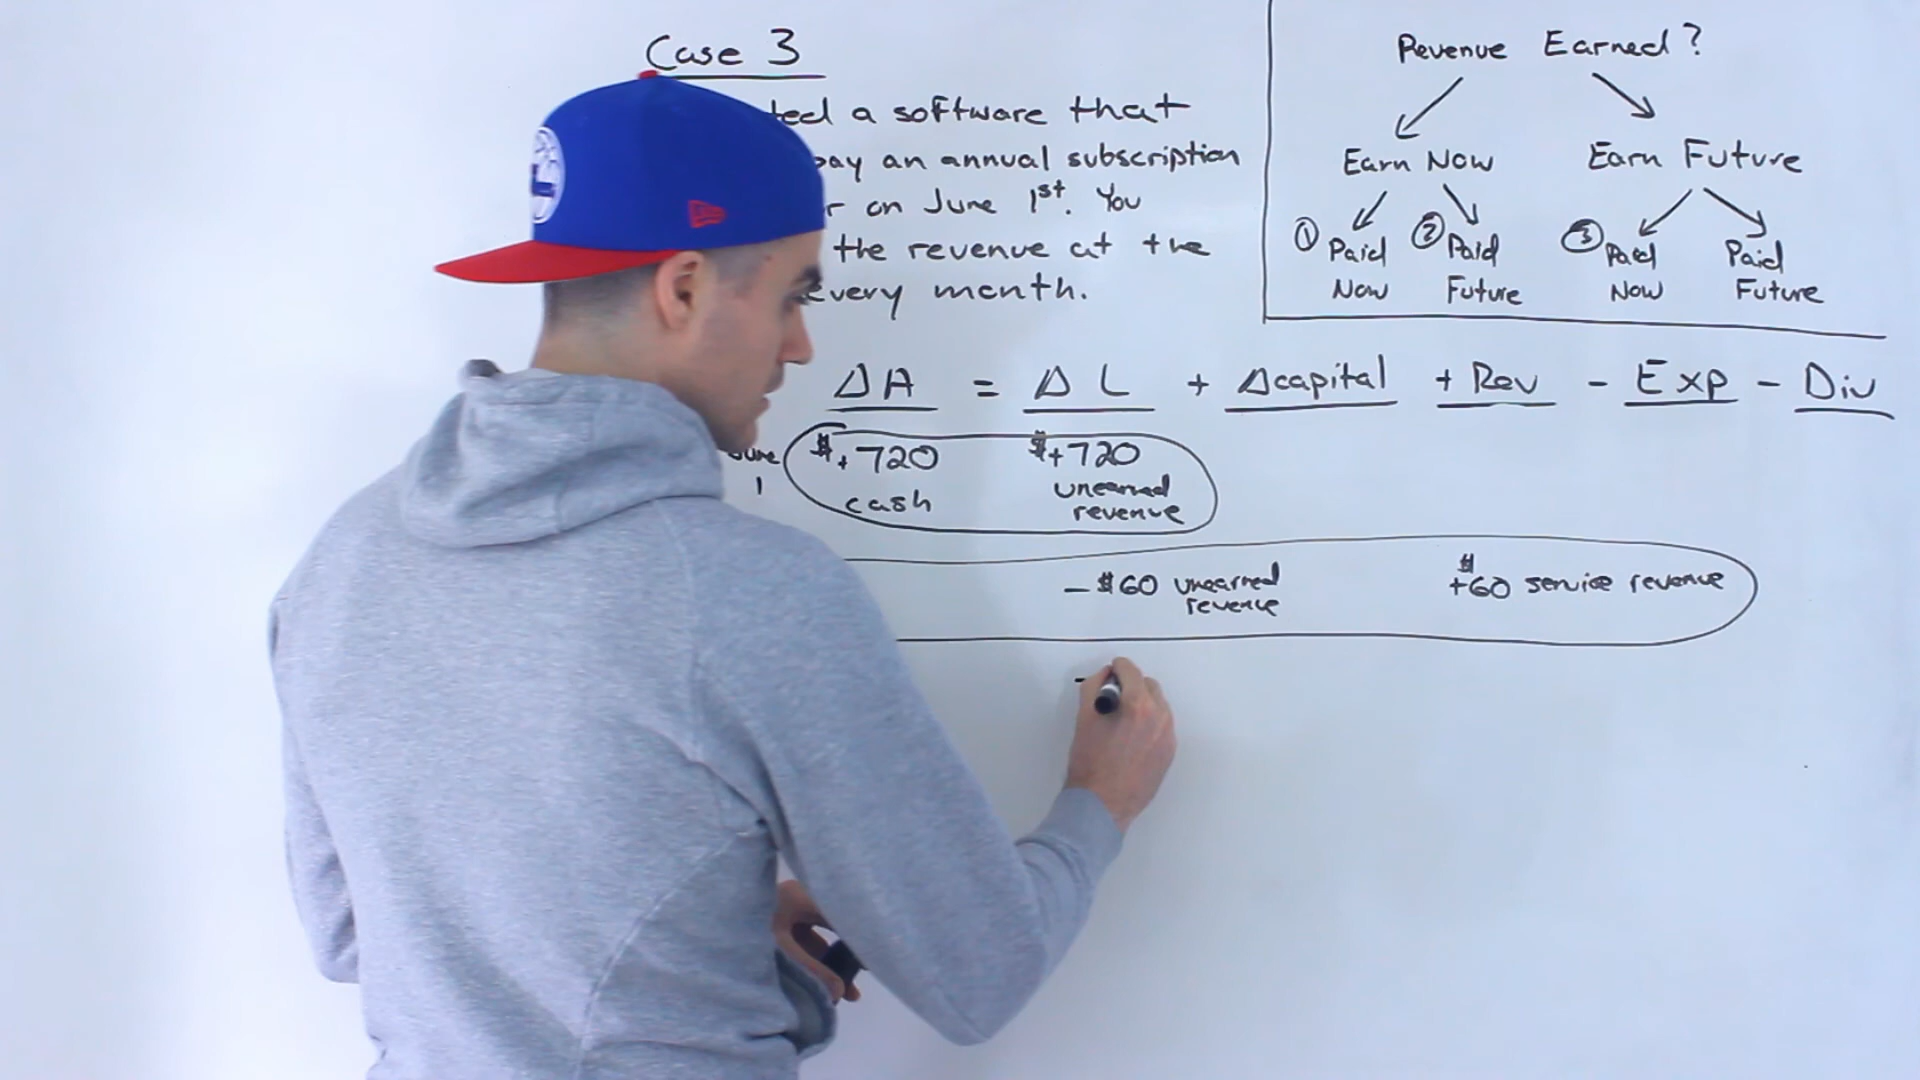 Case 3
a software that
pay an annual subscription
on June 1st. You
the revenue at the
every month.
Revenue Earned?
Earn Now Earn Future
① Paid Now ② Paid Future ③ Paid Now Paid Future
ΔA = ΔL + Δcapital + Rev - Exp - Div
June 1 $+720 cash $+720 unearned revenue
- $60 unearned revenue $+60 service revenue
-